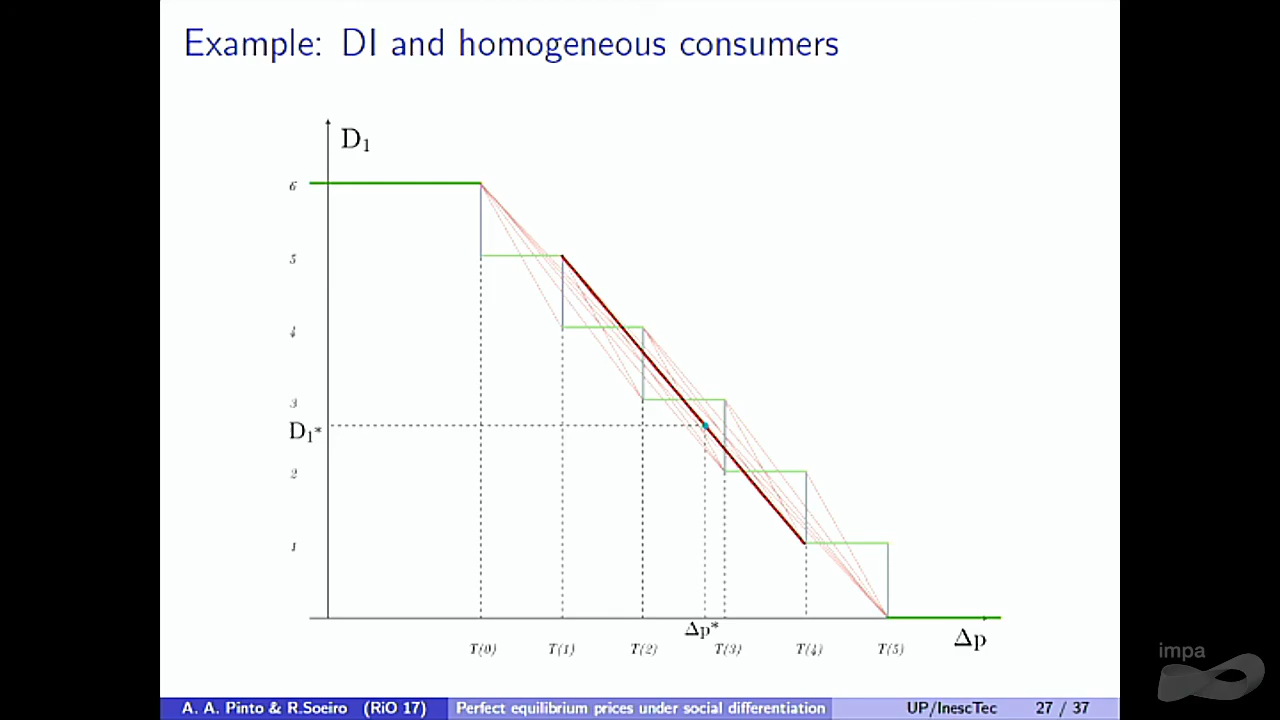 Example: DI and homogeneous consumers
D₁
6
5
4
3
D₁*
2
1
Δp*
Δp
T(0) T(1) T(2) T(3) T(4) T(5)
impa
A. A. Pinto & R.Soeiro (RiO 17) Perfect equilibrium prices under social differentiation UP/InescTec 27 / 37